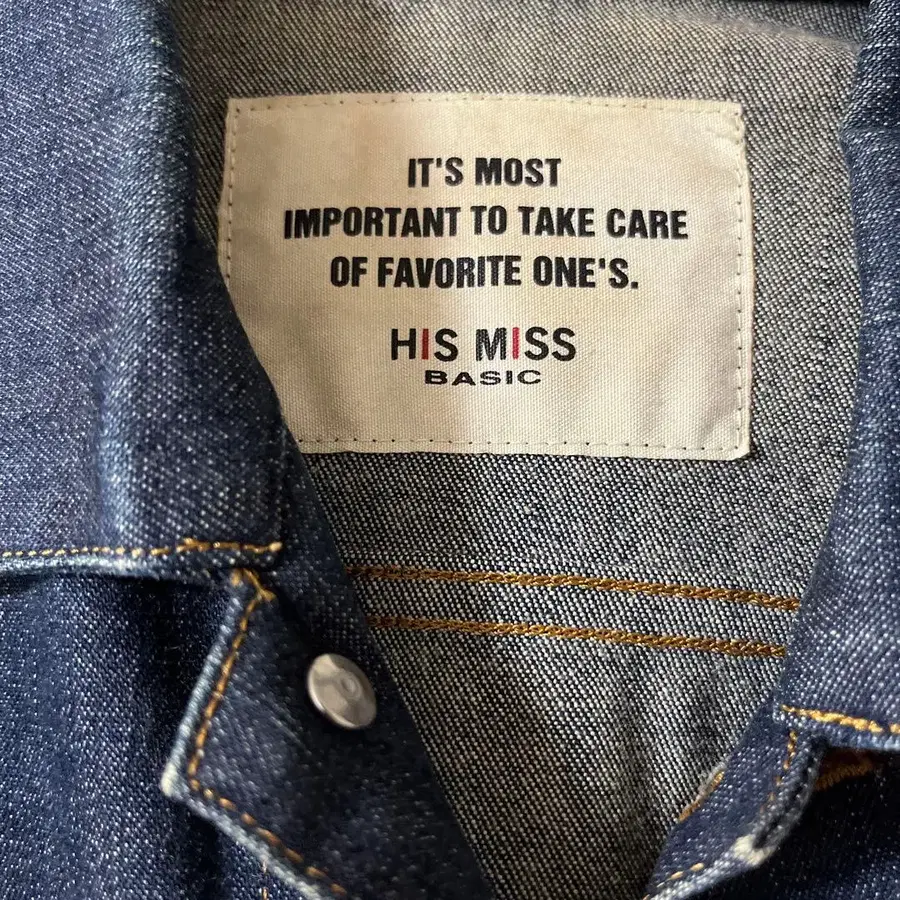 IT'S MOST
IMPORTANT TO TAKE CARE
OF FAVORITE ONE'S.
HIS MISS
BASIC